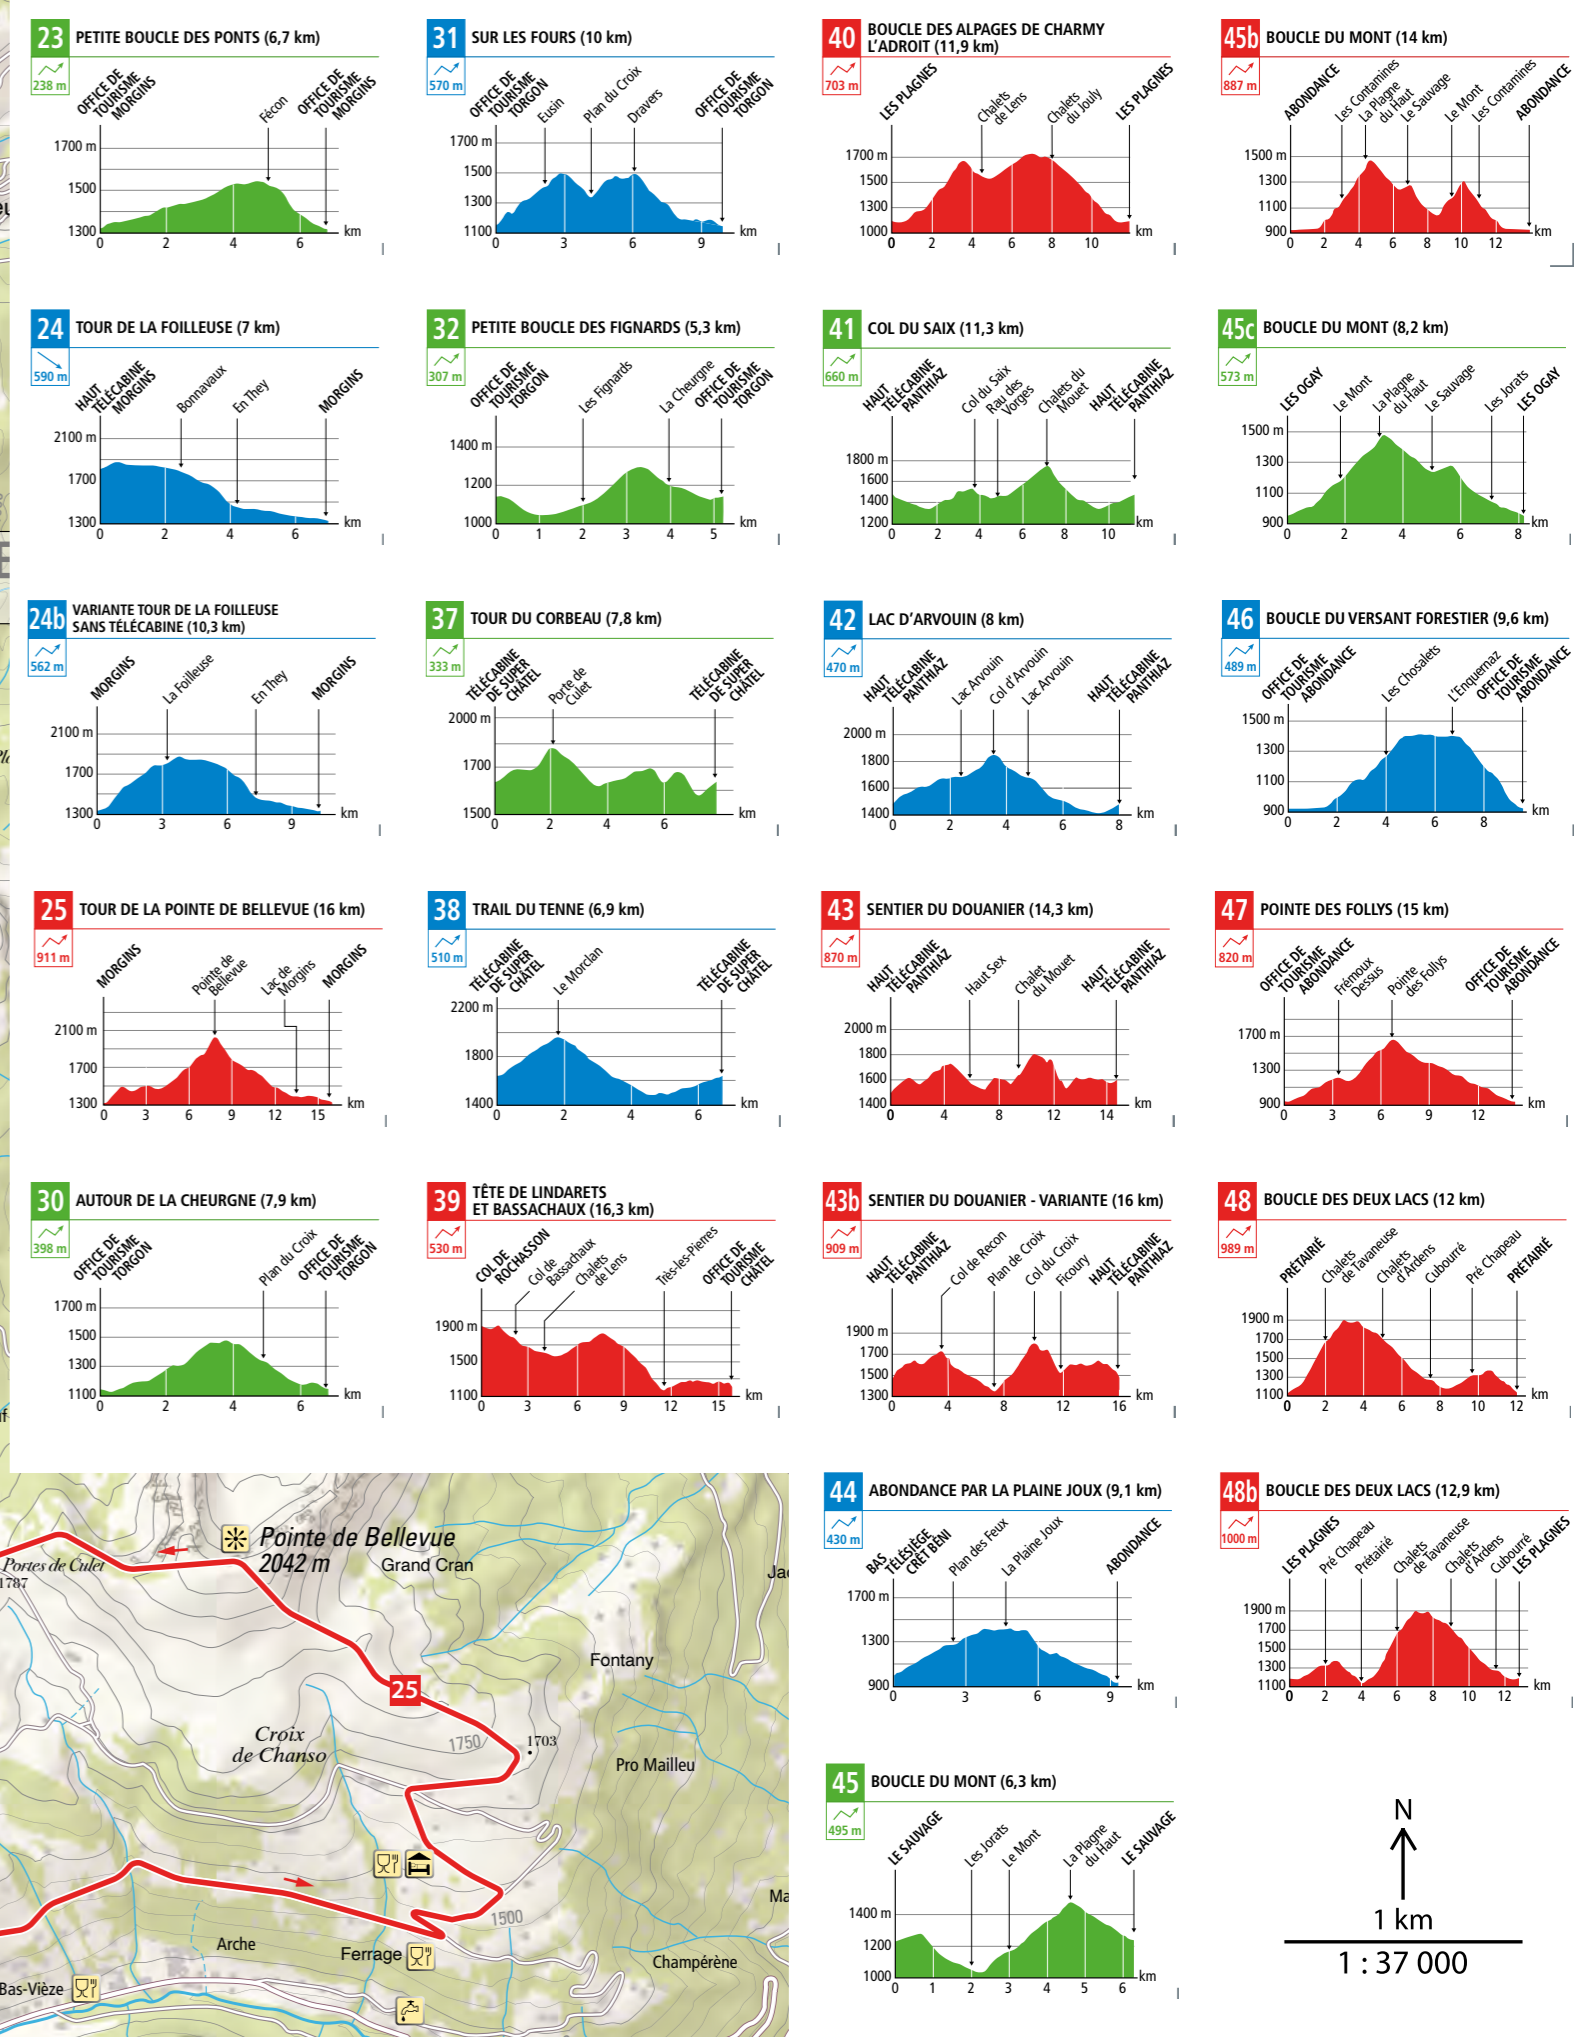 23
PETITE BOUCLE DES PONTS (6,7 km)
238 m
OFFICE DE
TOURISME
MORGINS
Fécon
OFFICE DE
TOURISME
MORGINS
1700 m
1500
1300
0
2
4
6
km
31
SUR LES FOURS (10 km)
570 m
OFFICE DE
TOURISME
TORGON
Eusin
Plan du Croix
Dravers
OFFICE DE
TOURISME
TORGON
1700 m
1500
1300
1100
0
3
6
9
km
40
BOUCLE DES ALPAGES DE CHARMY
L'ADROIT (11,9 km)
703 m
LES PLAGNES
Chalets
de Lens
Chalets
du Jouly
LES PLAGNES
1700 m
1500
1300
1000
0
2
4
6
8
10
km
45b
BOUCLE DU MONT (14 km)
887 m
ABONDANCE
Les Contamines
La Plagne
du Haut
Le Sauvage
Le Mont
Les Contamines
ABONDANCE
1500 m
1300
1100
900
0
2
4
6
8
10
12
km
24
TOUR DE LA FOILLEUSE (7 km)
590 m
HAUT
TÉLÉCABINE
MORGINS
Bonnavaux
En They
MORGINS
2100 m
1700
1300
0
2
4
6
km
32
PETITE BOUCLE DES FIGNARDS (5,3 km)
307 m
OFFICE DE
TOURISME
TORGON
Les Fignards
La Cheurgne
OFFICE DE
TOURISME
TORGON
1400 m
1200
1000
0
1
2
3
4
5
km
41
COL DU SAIX (11,3 km)
660 m
HAUT
TÉLÉCABINE
PANTHIAZ
Col du Saix
Rau des
Vorges
Chalets du
Mouet
HAUT
TÉLÉCABINE
PANTHIAZ
1800 m
1600
1400
1200
0
2
4
6
8
10
km
45c
BOUCLE DU MONT (8,2 km)
573 m
LES OGAY
Le Mont
La Plagne
du Haut
Le Sauvage
Les Jorats
LES OGAY
1500 m
1300
1100
900
0
2
4
6
8
km
24b
VARIANTE TOUR DE LA FOILLEUSE
SANS TÉLÉCABINE (10,3 km)
562 m
MORGINS
La Foilleuse
En They
MORGINS
2100 m
1700
1300
0
3
6
9
km
37
TOUR DU CORBEAU (7,8 km)
333 m
TÉLÉCABINE
DE SUPER
CHÂTEL
Porte de
Culet
TÉLÉCABINE
DE SUPER
CHÂTEL
2000 m
1700
1500
0
2
4
6
km
42
LAC D'ARVOUIN (8 km)
470 m
HAUT
TÉLÉCABINE
PANTHIAZ
Lac Arvouin
Col d'Arvouin
Lac Arvouin
HAUT
TÉLÉCABINE
PANTHIAZ
2000 m
1800
1600
1400
0
2
4
6
8
km
46
BOUCLE DU VERSANT FORESTIER (9,6 km)
489 m
OFFICE DE
TOURISME
ABONDANCE
Les Chosalets
L'Enquernaz
OFFICE DE
TOURISME
ABONDANCE
1500 m
1300
1100
900
0
2
4
6
8
km
25
TOUR DE LA POINTE DE BELLEVUE (16 km)
911 m
MORGINS
Pointe de
Bellevue
Lac de
Morgins
MORGINS
2100 m
1700
1300
0
3
6
9
12
15
km
38
TRAIL DU TENNE (6,9 km)
510 m
TÉLÉCABINE
DE SUPER
CHÂTEL
Le Morclan
TÉLÉCABINE
DE SUPER
CHÂTEL
2200 m
1800
1400
0
2
4
6
km
43
SENTIER DU DOUANIER (14,3 km)
870 m
HAUT
TÉLÉCABINE
PANTHIAZ
Haut Sex
Chalet
du Mouet
HAUT
TÉLÉCABINE
PANTHIAZ
2000 m
1800
1600
1400
0
4
8
12
14
km
47
POINTE DES FOLLYS (15 km)
820 m
OFFICE DE
TOURISME
ABONDANCE
Frémoux
Dessus
Pointe
des Follys
OFFICE DE
TOURISME
ABONDANCE
1700 m
1300
900
0
3
6
9
12
km
30
AUTOUR DE LA CHEURGNE (7,9 km)
398 m
OFFICE DE
TOURISME
TORGON
Plan du Croix
OFFICE DE
TOURISME
TORGON
1700 m
1500
1300
1100
0
2
4
6
km
39
TÊTE DE LINDARETS
ET BASSACHAUX (16,3 km)
530 m
COL DE
ROCHASSON
Col de
Bassachaux
Chalets
de Lens
Très-les-Pierres
OFFICE DE
TOURISME
CHÂTEL
1900 m
1500
1100
0
3
6
9
12
15
km
43b
SENTIER DU DOUANIER - VARIANTE (16 km)
909 m
HAUT
TÉLÉCABINE
PANTHIAZ
Col de Recon
Plan de Croix
Col du Croix
Ficoury
HAUT
TÉLÉCABINE
PANTHIAZ
1900 m
1700
1500
1300
0
4
8
12
16
km
48
BOUCLE DES DEUX LACS (12 km)
989 m
PRÉTAIRIÉ
Chalets
de Tavaneuse
Chalets
d'Ardens
Cubourré
Pré Chapeau
PRÉTAIRIÉ
1900 m
1700
1500
1300
1100
0
2
4
6
8
10
12
km
44
ABONDANCE PAR LA PLAINE JOUX (9,1 km)
430 m
BAS
TÉLÉSIÈGE
CRÊT BENI
Plan des Feux
La Plaine Joux
ABONDANCE
1700 m
1300
900
0
3
6
9
km
48b
BOUCLE DES DEUX LACS (12,9 km)
1000 m
LES PLAGNES
Pré Chapeau
Prétairié
Chalets
de Tavaneuse
Chalets
d'Ardens
Cubourré
LES PLAGNES
1900 m
1700
1500
1300
1100
0
2
4
6
8
10
12
km
45
BOUCLE DU MONT (6,3 km)
495 m
LE SAUVAGE
Les Jorats
Le Mont
La Plagne
du Haut
LE SAUVAGE
1400 m
1200
1000
0
1
2
3
4
5
6
km
Pointe de Bellevue
2042 m
Grand Cran
Portes de Culet
1787
25
Fontany
Croix
de Chanso
1750
1703
Pro Mailleu
1500
Arche
Ferrage
Champérène
Bas-Vièze
N
1 km
1 : 37 000